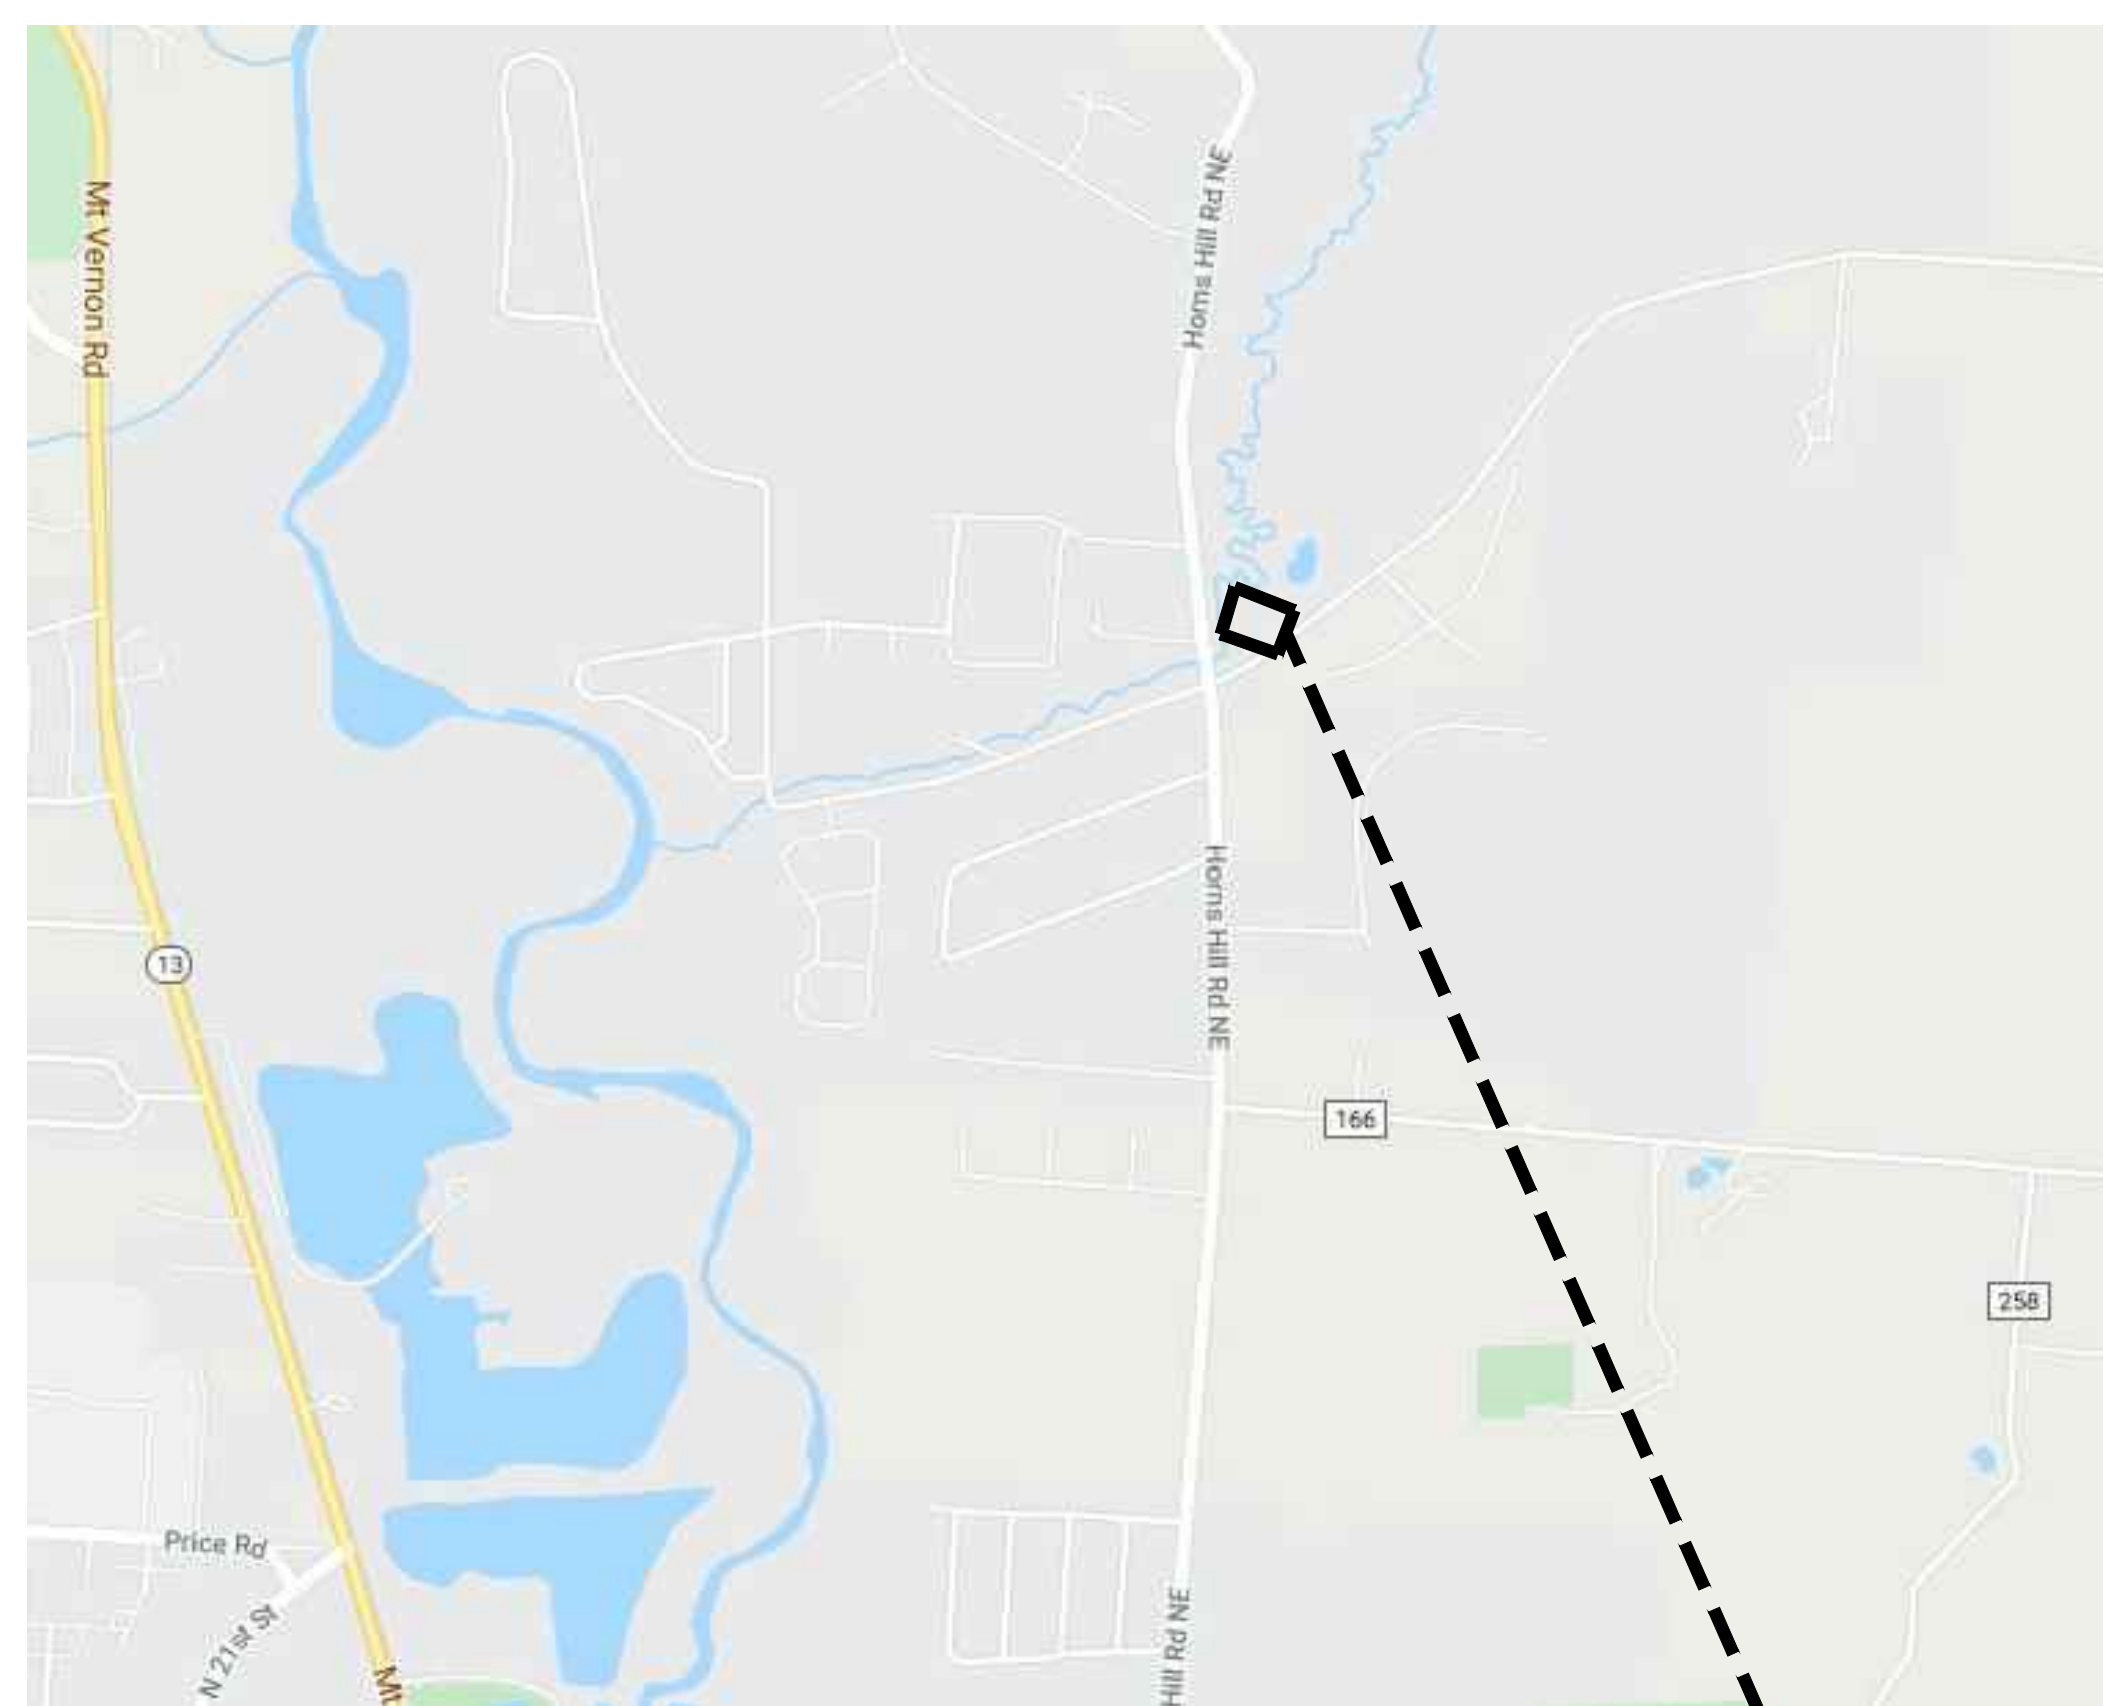 Mt Vernon Rd
Horns Hill Rd NE
Horns Hill Rd NE
13
166
258
Price Rd
N 21st St
Mt
Hill Rd NE